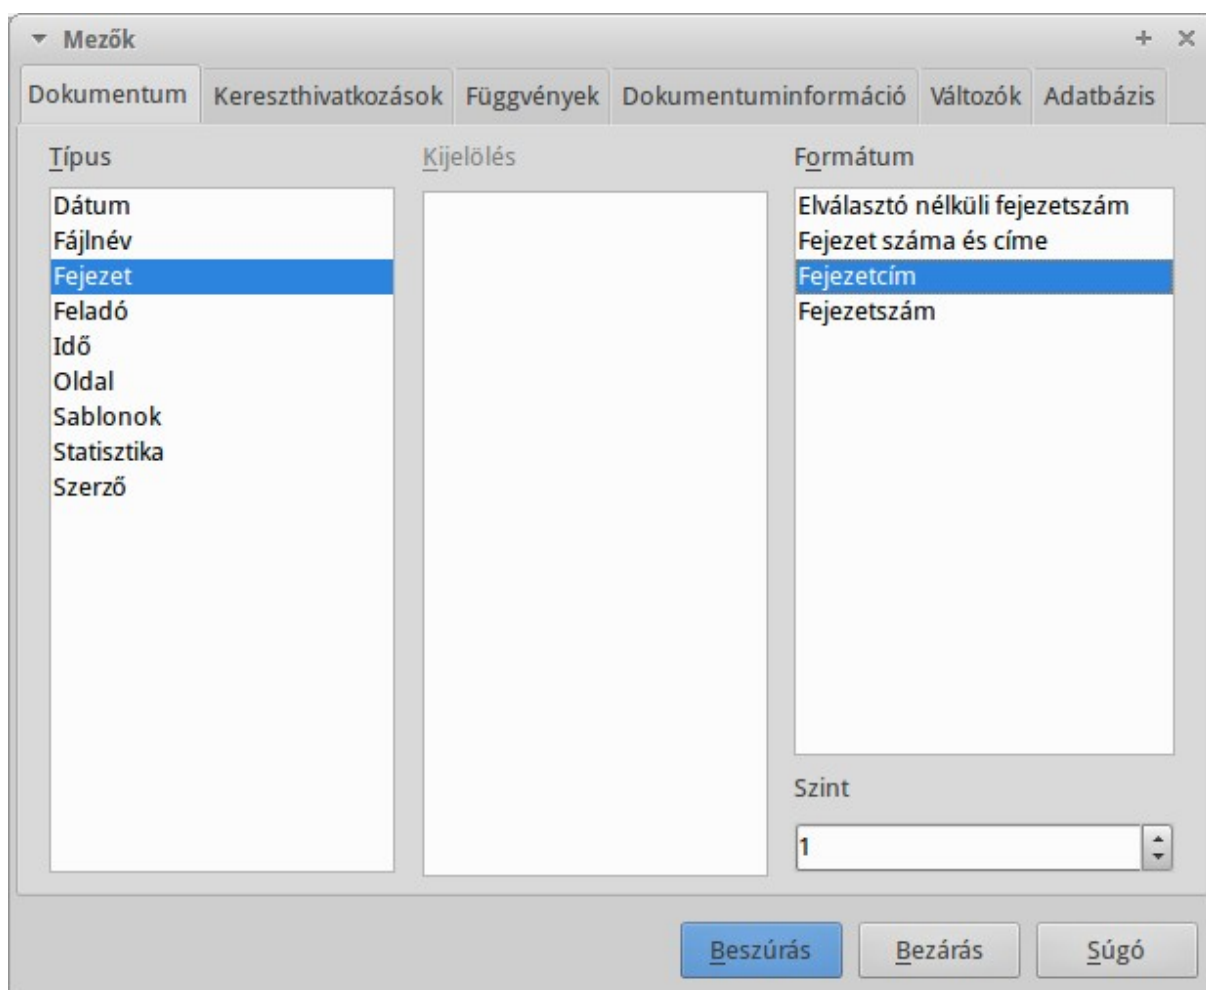 Mezők
Dokumentum Kereszthivatkozások Függvények Dokumentuminformáció Változók Adatbázis
Típus
Dátum
Fájlnév
Fejezet
Feladó
Idő
Oldal
Sablonok
Statisztika
Szerző
Kijelölés
Formátum
Elválasztó nélküli fejezetszám
Fejezet száma és címe
Fejezetcím
Fejezetszám
Szint
1
Beszúrás Bezárás Súgó